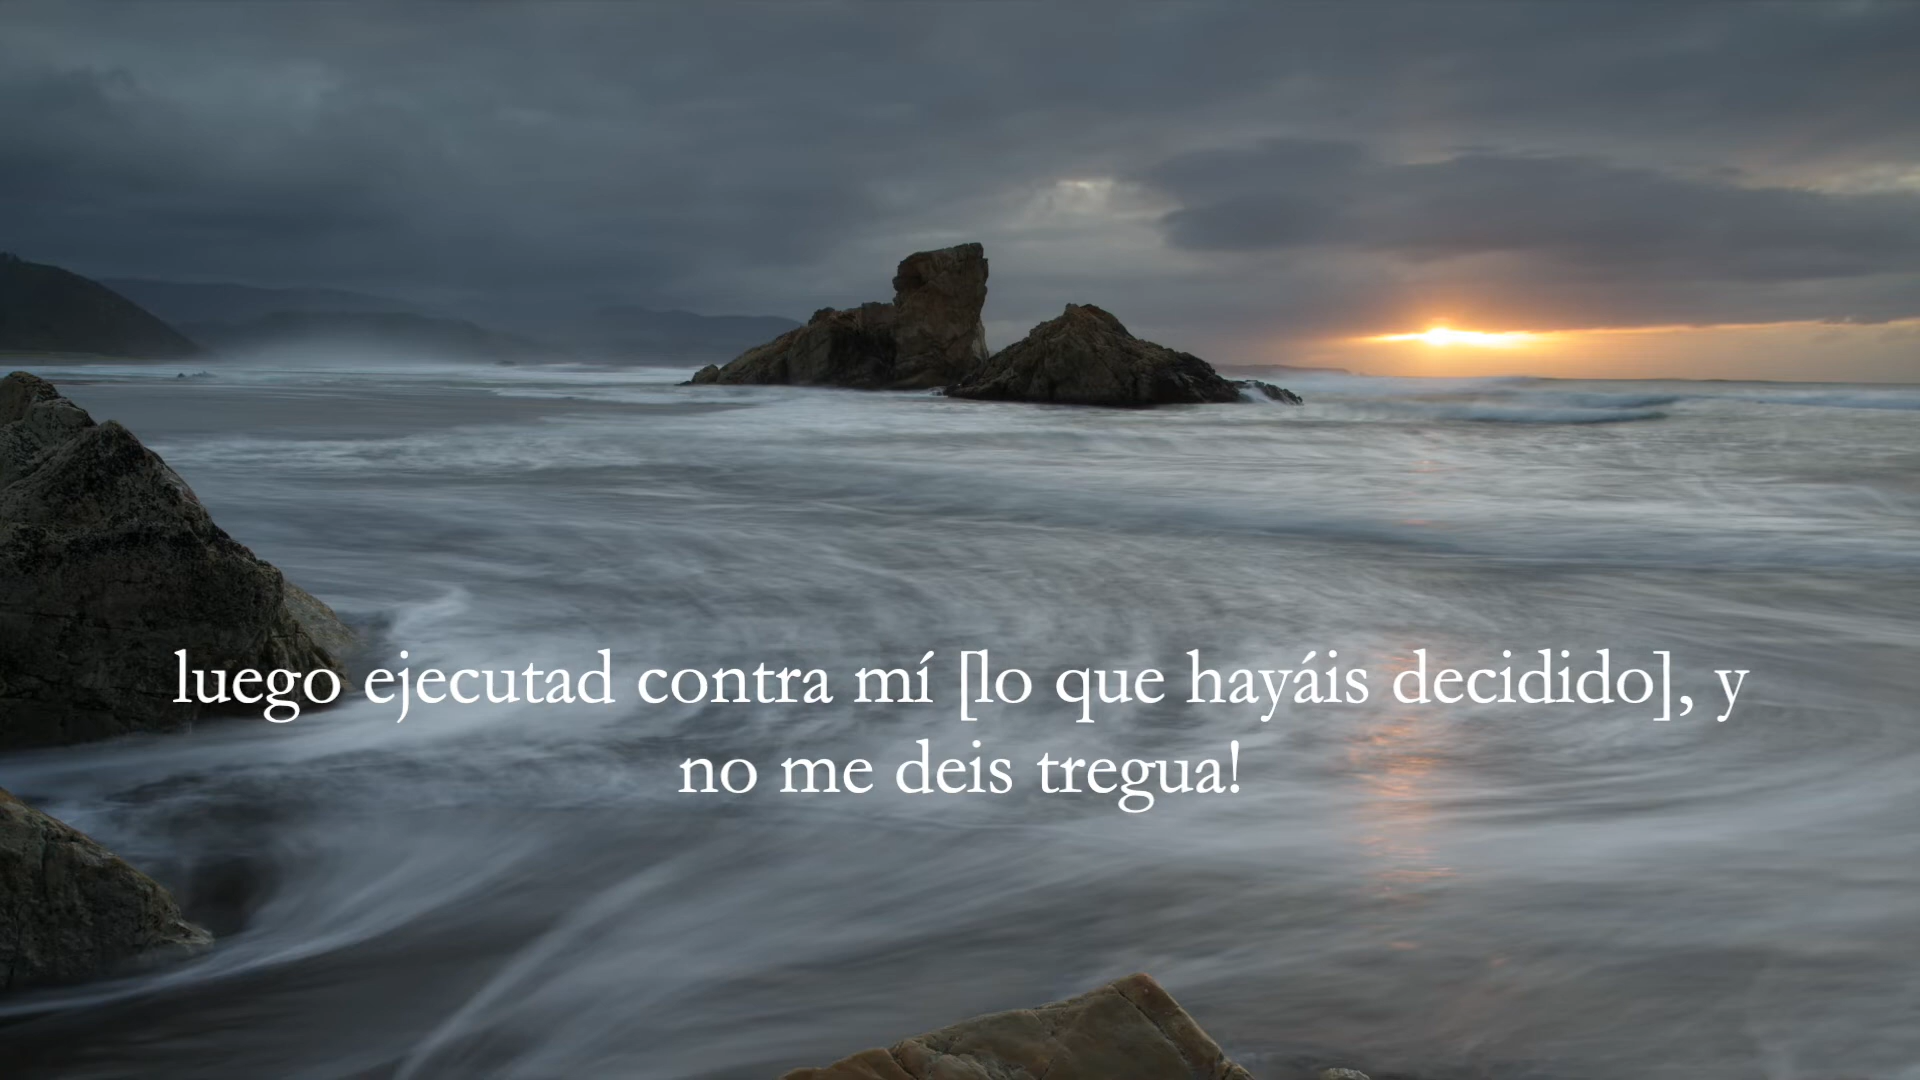 luego ejecutad contra mí [lo que hayáis decidido], y
no me deis tregua!